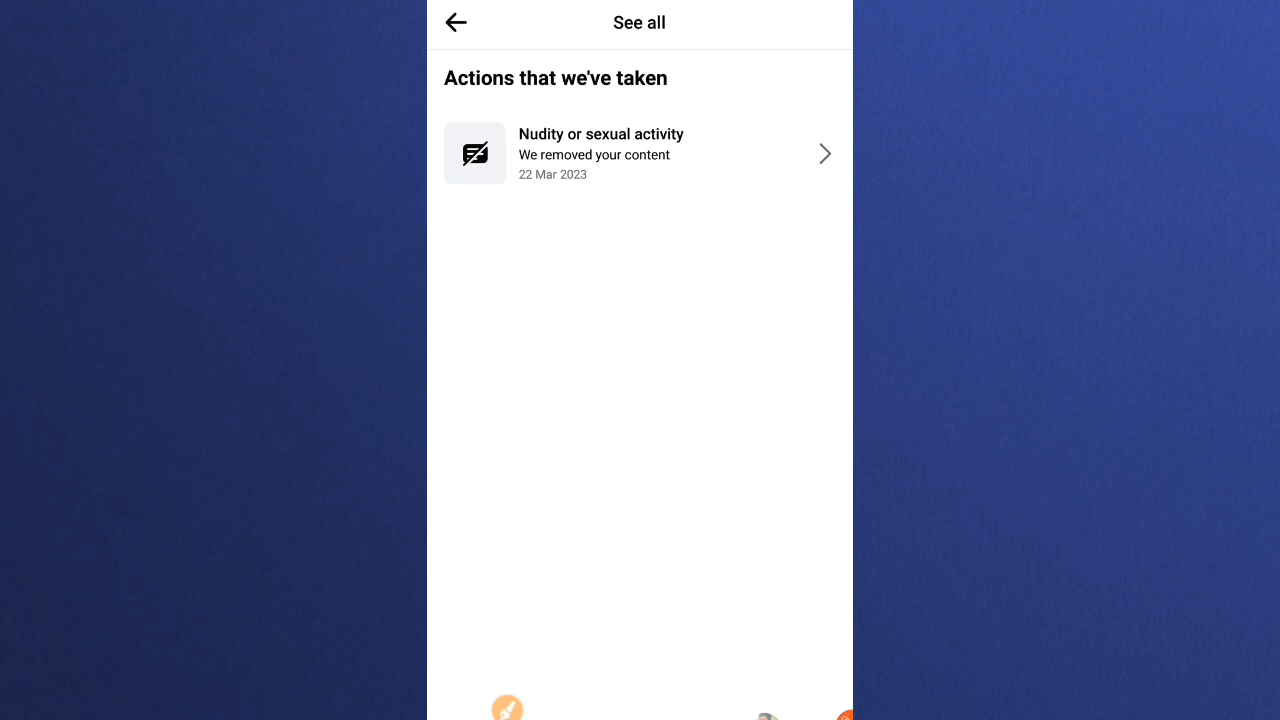 See all
Actions that we've taken
Nudity or sexual activity
We removed your content
22 Mar 2023